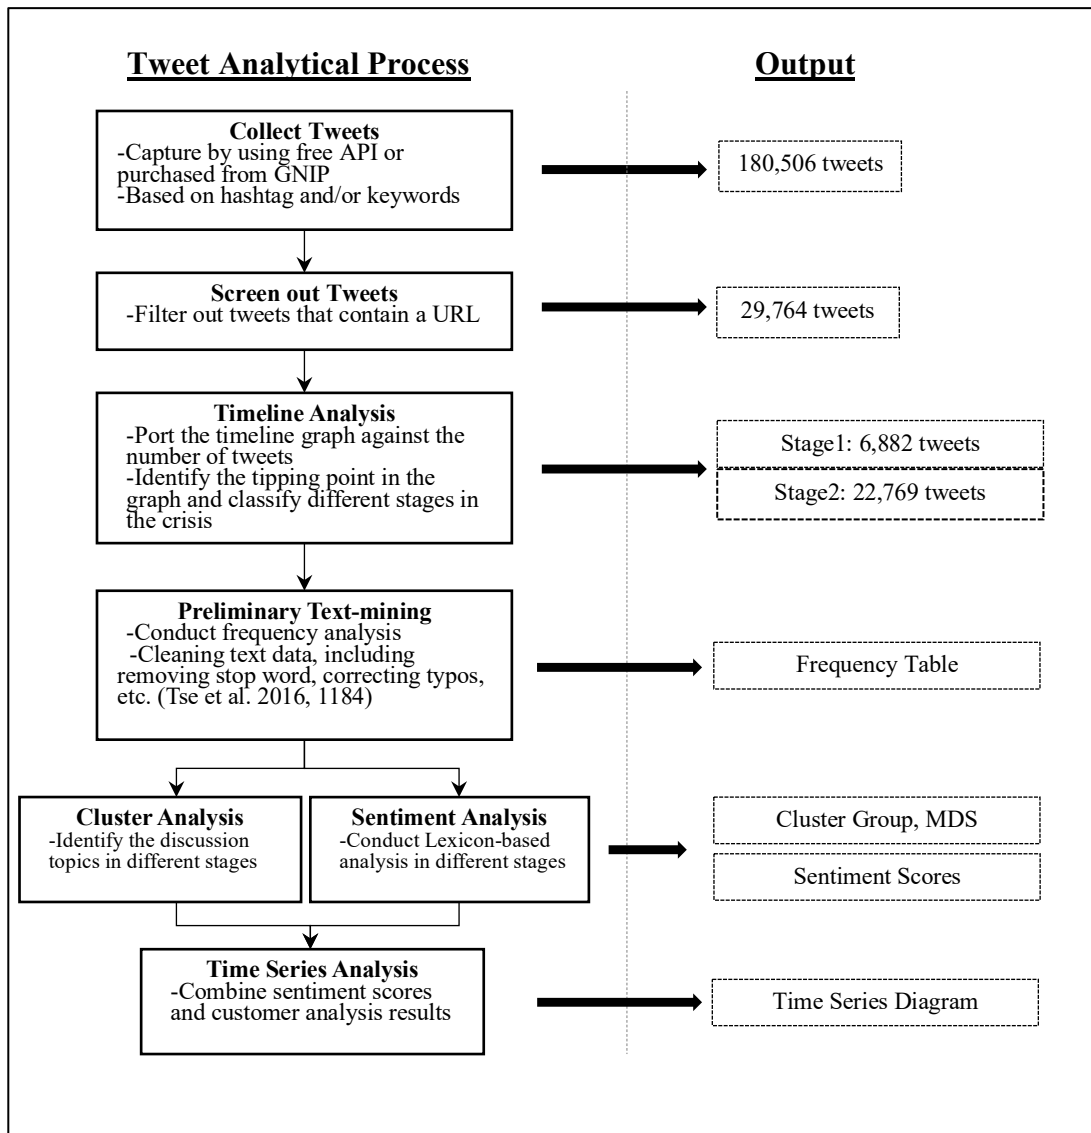 Tweet Analytical Process
Output
Collect Tweets
-Capture by using free API or
purchased from GNIP
-Based on hashtag and/or keywords
180,506 tweets
Screen out Tweets
-Filter out tweets that contain a URL
29,764 tweets
Timeline Analysis
-Port the timeline graph against the
number of tweets
-Identify the tipping point in the
graph and classify different stages in
the crisis
Stage1: 6,882 tweets
Stage2: 22,769 tweets
Preliminary Text-mining
-Conduct frequency analysis
-Cleaning text data, including
removing stop word, correcting typos,
etc. (Tse et al. 2016, 1184)
Frequency Table
Cluster Analysis
-Identify the discussion
topics in different stages
Sentiment Analysis
-Conduct Lexicon-based
analysis in different stages
Cluster Group, MDS
Sentiment Scores
Time Series Analysis
-Combine sentiment scores
and customer analysis results
Time Series Diagram